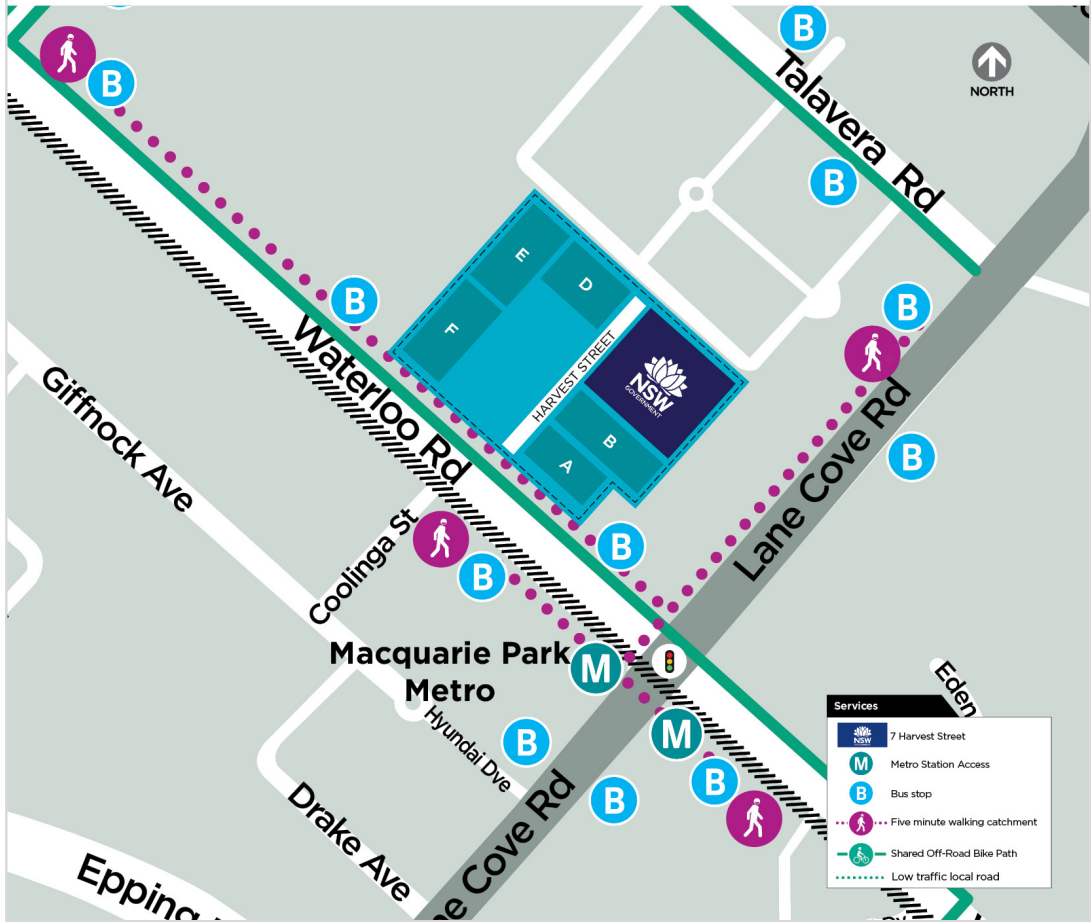 B
B
B
Talavera Rd
NORTH
B
B
B
E
D
F
HARVEST STREET
NSW
GOVERNMENT
B
A
Waterloo Rd
Giffnock Ave
Coolinga St
B
B
B
Lane Cove Rd
Macquarie Park
Metro
M
M
Hyundai Dve
B
B
B
Drake Ave
Cove Rd
Epping
Eden
Services
NSW
7 Harvest Street
M
Metro Station Access
B
Bus stop
Five minute walking catchment
Shared Off-Road Bike Path
Low traffic local road